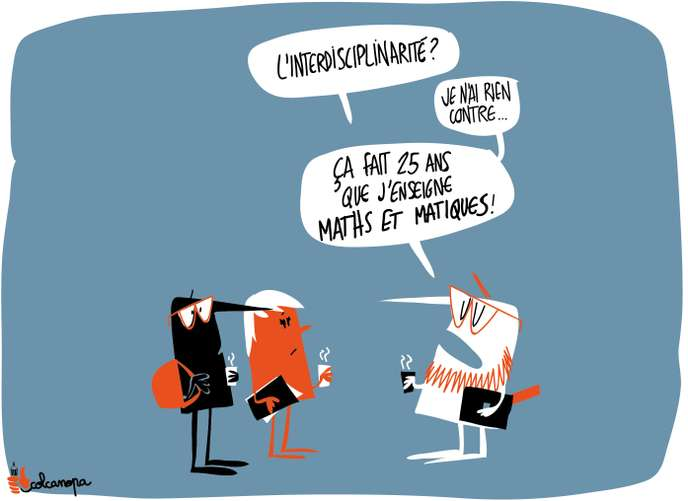 L'INTERDISCIPLINARITÉ?
JE N'AI RIEN
CONTRE...
ÇA FAIT 25 ANS
QUE J'ENSEIGNE
MATHS ET MATIQUES!
colcanopa